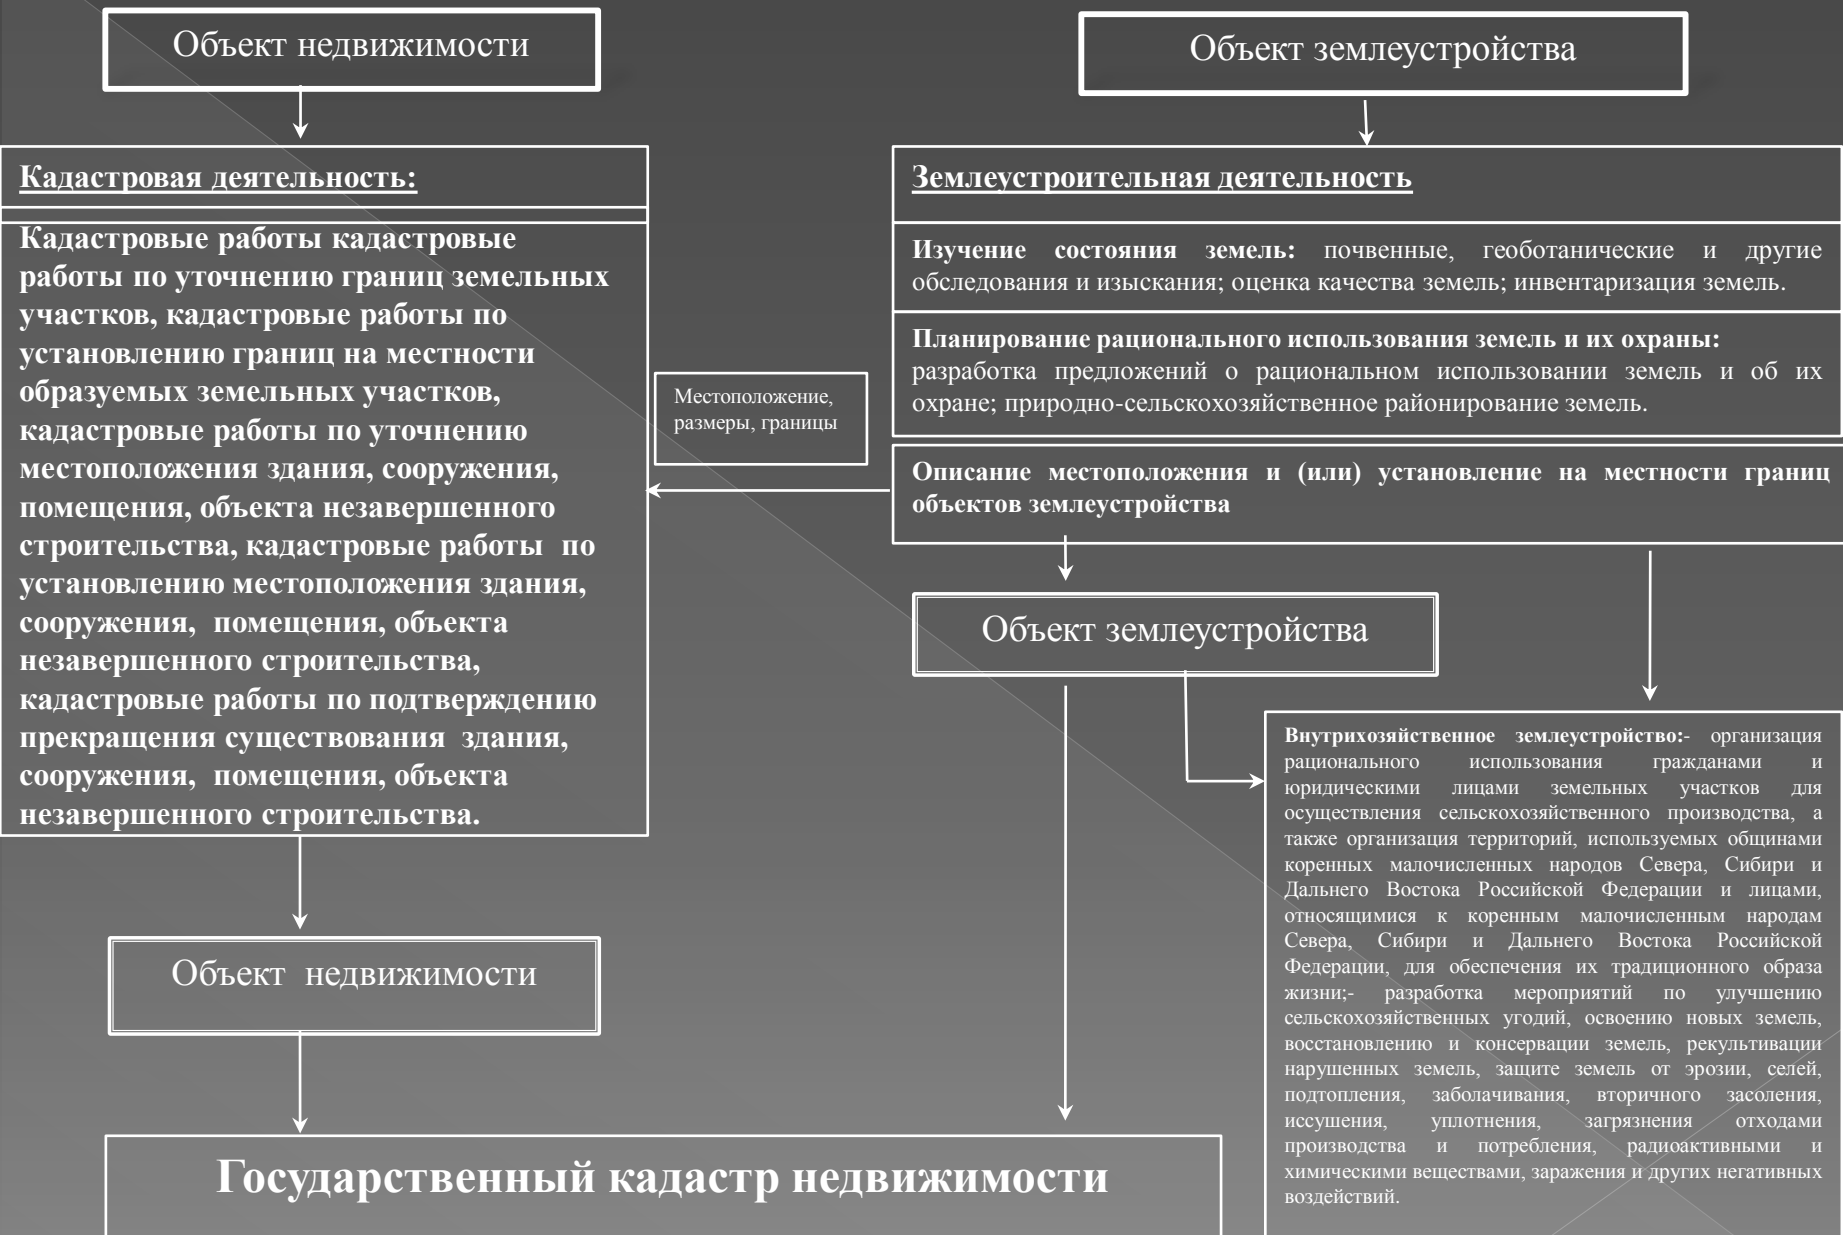 Объект недвижимости
Объект землеустройства
Кадастровая деятельность:
Кадастровые работы кадастровые
работы по уточнению границ земельных
участков, кадастровые работы по
установлению границ на местности
образуемых земельных участков,
кадастровые работы по уточнению
местоположения здания, сооружения,
помещения, объекта незавершенного
строительства, кадастровые работы  по
установлению местоположения здания,
сооружения,  помещения, объекта
незавершенного строительства,
кадастровые работы по подтверждению
прекращения существования  здания,
сооружения,  помещения, объекта
незавершенного строительства.
Местоположение,
размеры, границы
Землеустроительная деятельность
Изучение состояния земель: почвенные, геоботанические и другие
обследования и изыскания; оценка качества земель; инвентаризация земель.
Планирование рационального использования земель и их охраны:
разработка предложений о рациональном использовании земель и об их
охране; природно-сельскохозяйственное районирование земель.
Описание местоположения и (или) установление на местности границ
объектов землеустройства
Объект землеустройства
Внутрихозяйственное землеустройство:- организация
рационального использования гражданами и
юридическими лицами земельных участков для
осуществления сельскохозяйственного производства, а
также организация территорий, используемых общинами
коренных малочисленных народов Севера, Сибири и
Дальнего Востока Российской Федерации и лицами,
относящимися к коренным малочисленным народам
Севера, Сибири и Дальнего Востока Российской
Федерации, для обеспечения их традиционного образа
жизни;- разработка мероприятий по улучшению
сельскохозяйственных угодий, освоению новых земель,
восстановлению и консервации земель, рекультивации
нарушенных земель, защите земель от эрозии, селей,
подтопления, заболачивания, вторичного засоления,
иссушения, уплотнения, загрязнения отходами
производства и потребления, радиоактивными и
химическими веществами, заражения и других негативных
воздействий.
Объект  недвижимости
Государственный кадастр недвижимости